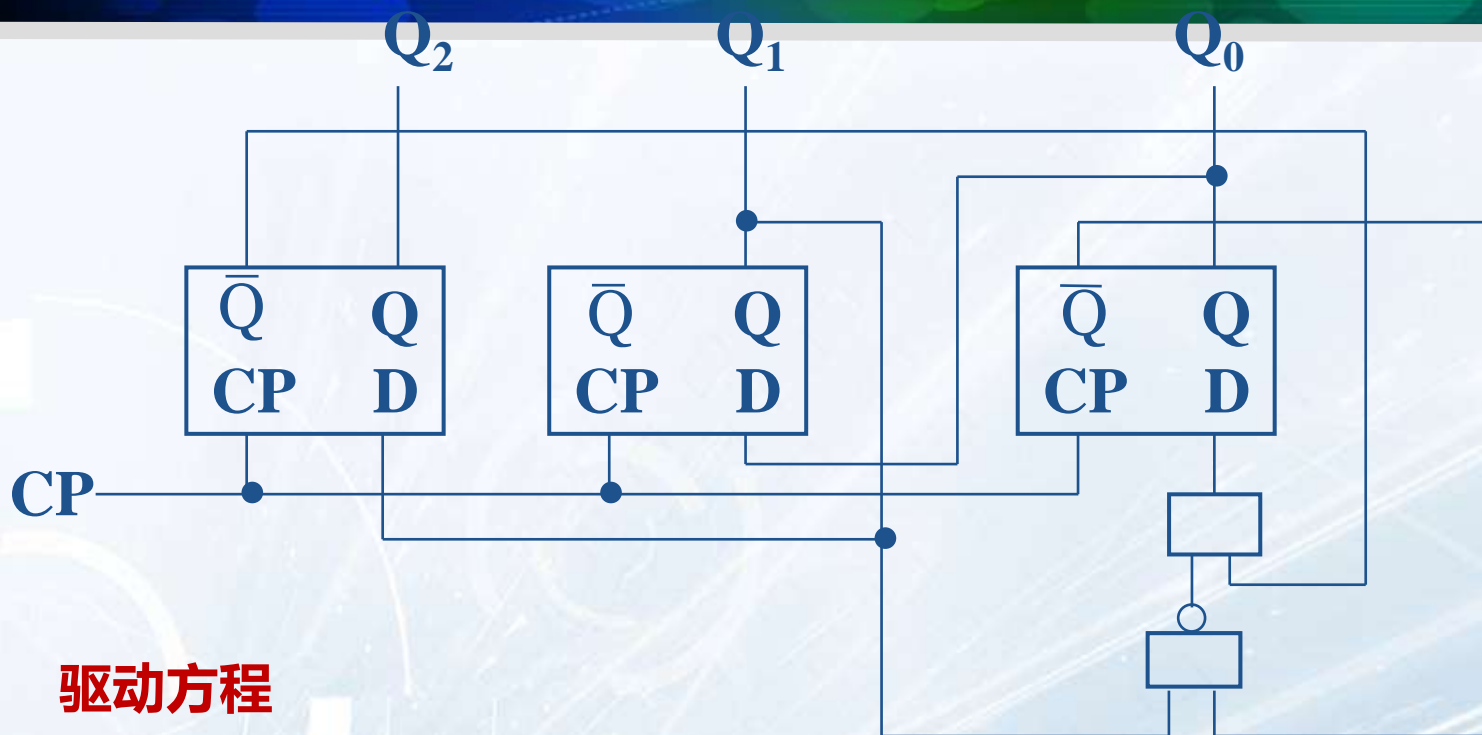 Q₂ Q₁ Q₀
Q̅ Q Q̅ Q Q̅ Q
CP D CP D CP D
CP
驱动方程